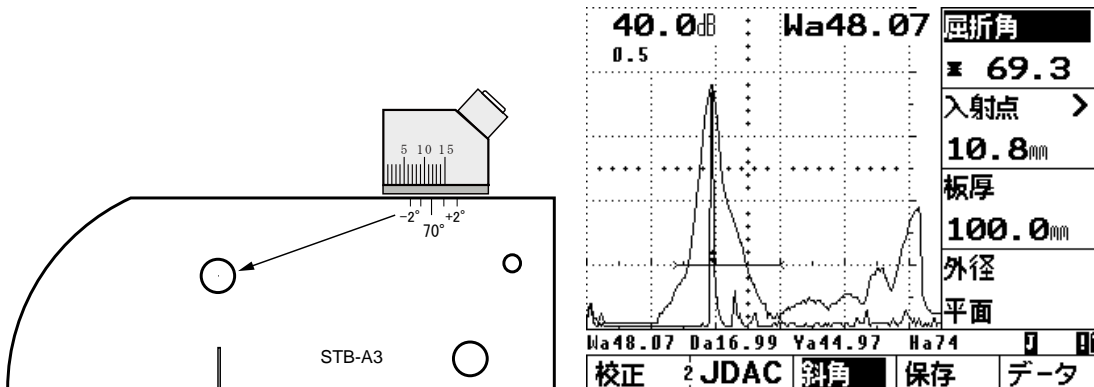 5 10 15
-2° +2°
70°
STB-A3
40.0dB Wa48.07
0.5
屈折角
69.3
入射点 >
10.8mm
板厚
100.0mm
外径
平面
Wa48.07 Da16.99 Ya44.97 Ha74 J
校正 2 JDAC 斜角 保存 データ